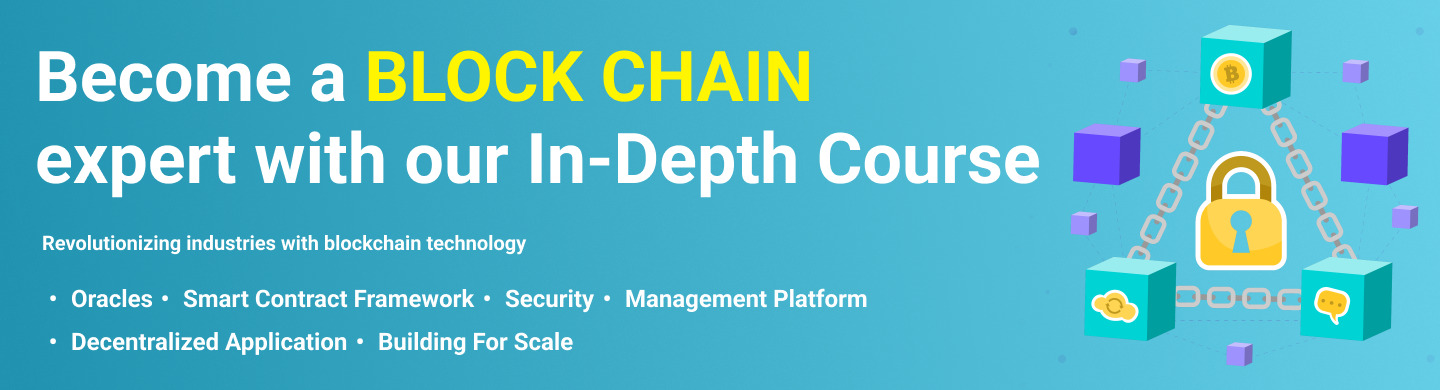 Become a BLOCK CHAIN
expert with our In-Depth Course
Revolutionizing industries with blockchain technology
• Oracles • Smart Contract Framework • Security • Management Platform
• Decentralized Application • Building For Scale